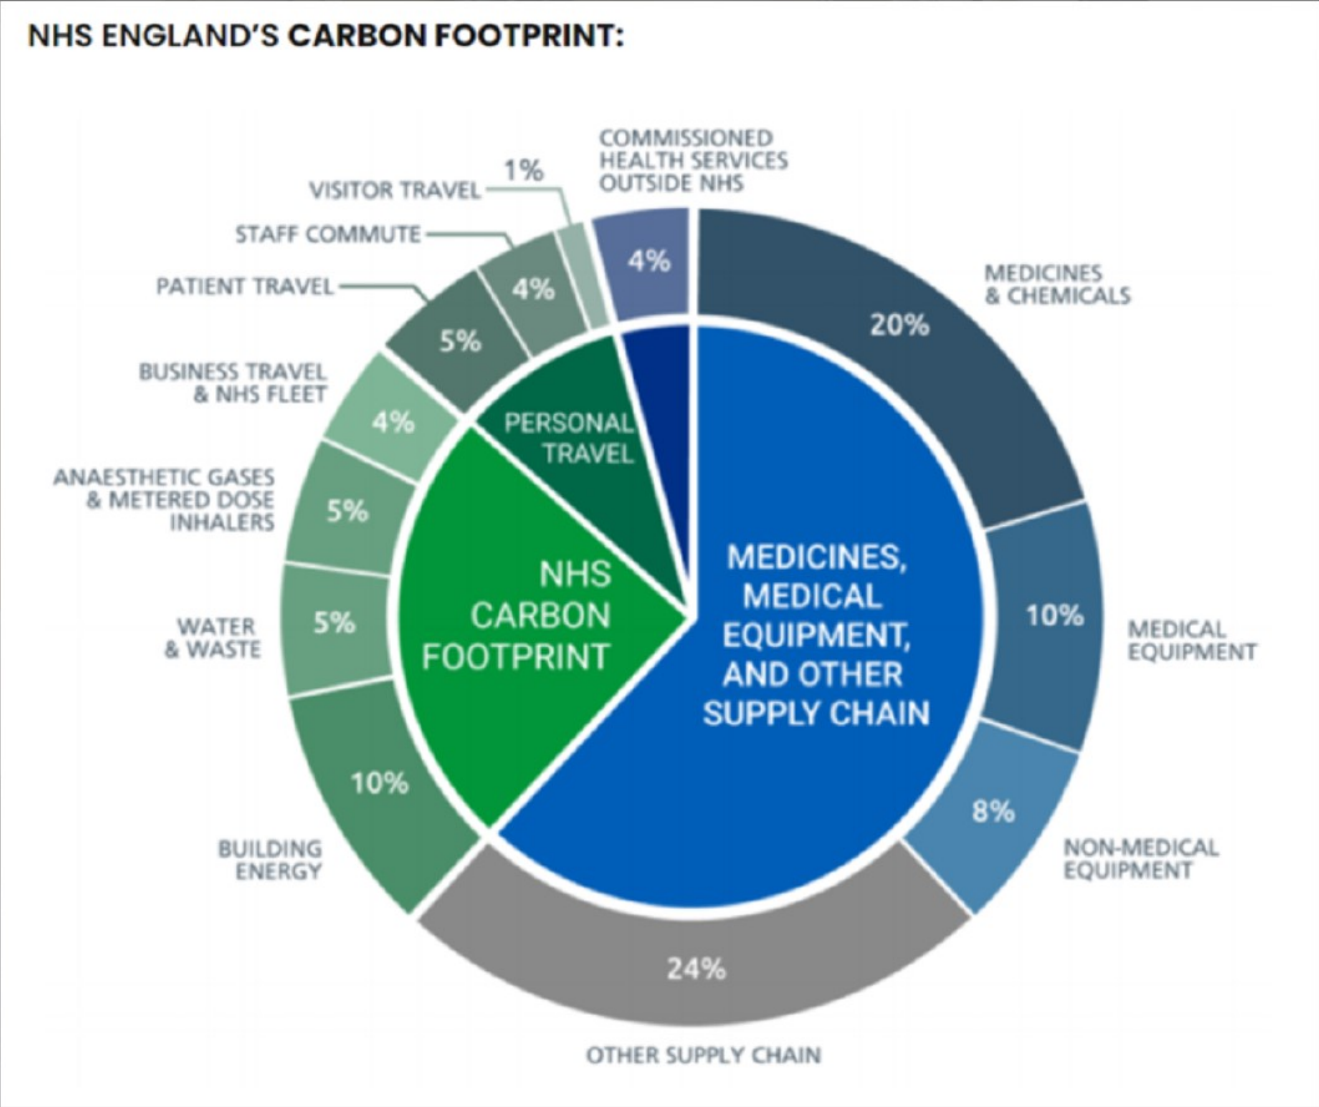 NHS ENGLAND'S CARBON FOOTPRINT:
COMMISSIONED
HEALTH SERVICES
OUTSIDE NHS
4%
1%
VISITOR TRAVEL
STAFF COMMUTE
4%
PATIENT TRAVEL
5%
BUSINESS TRAVEL
& NHS FLEET
4%
ANAESTHETIC GASES
& METERED DOSE
INHALERS
5%
WATER
& WASTE
5%
BUILDING
ENERGY
10%
MEDICINES
& CHEMICALS
20%
MEDICAL
EQUIPMENT
10%
NON-MEDICAL
EQUIPMENT
8%
24%
OTHER SUPPLY CHAIN
PERSONAL
TRAVEL
NHS
CARBON
FOOTPRINT
MEDICINES,
MEDICAL
EQUIPMENT,
AND OTHER
SUPPLY CHAIN